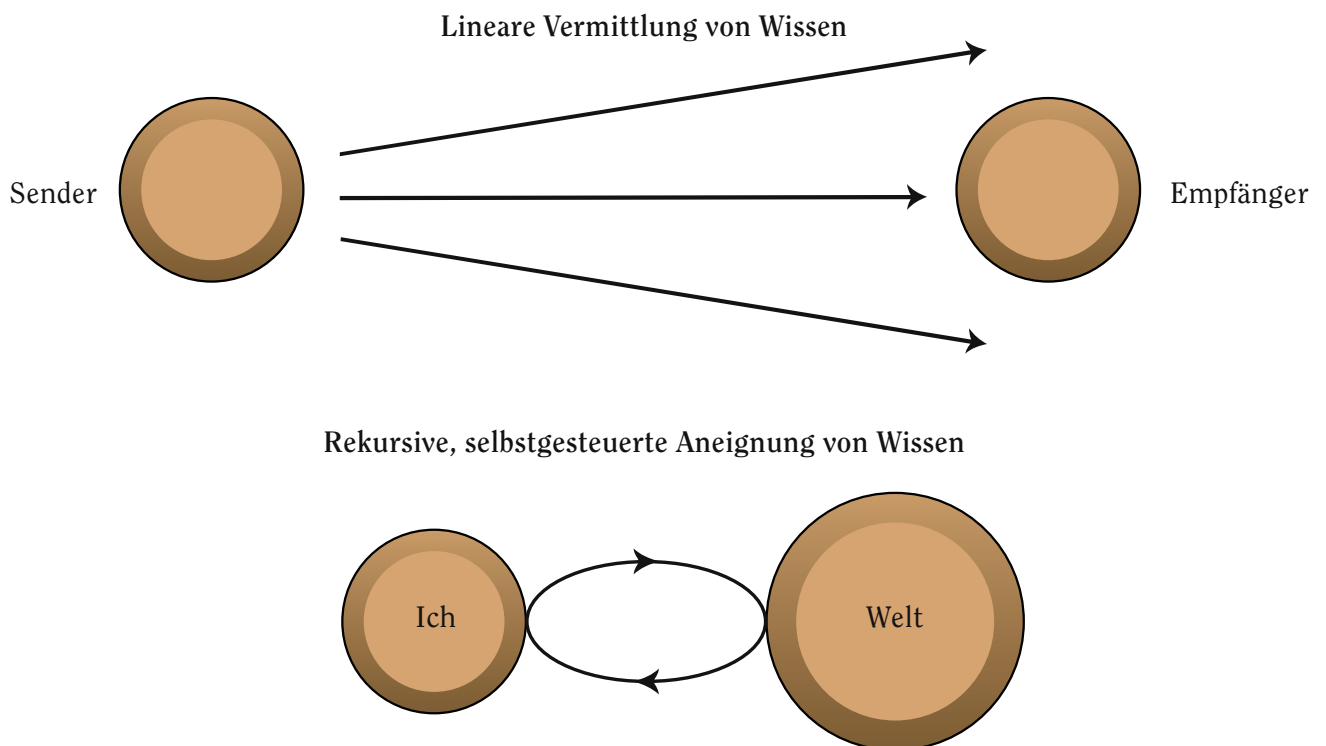 Lineare Vermittlung von Wissen
Sender
Empfänger
Rekursive, selbstgesteuerte Aneignung von Wissen
Ich
Welt